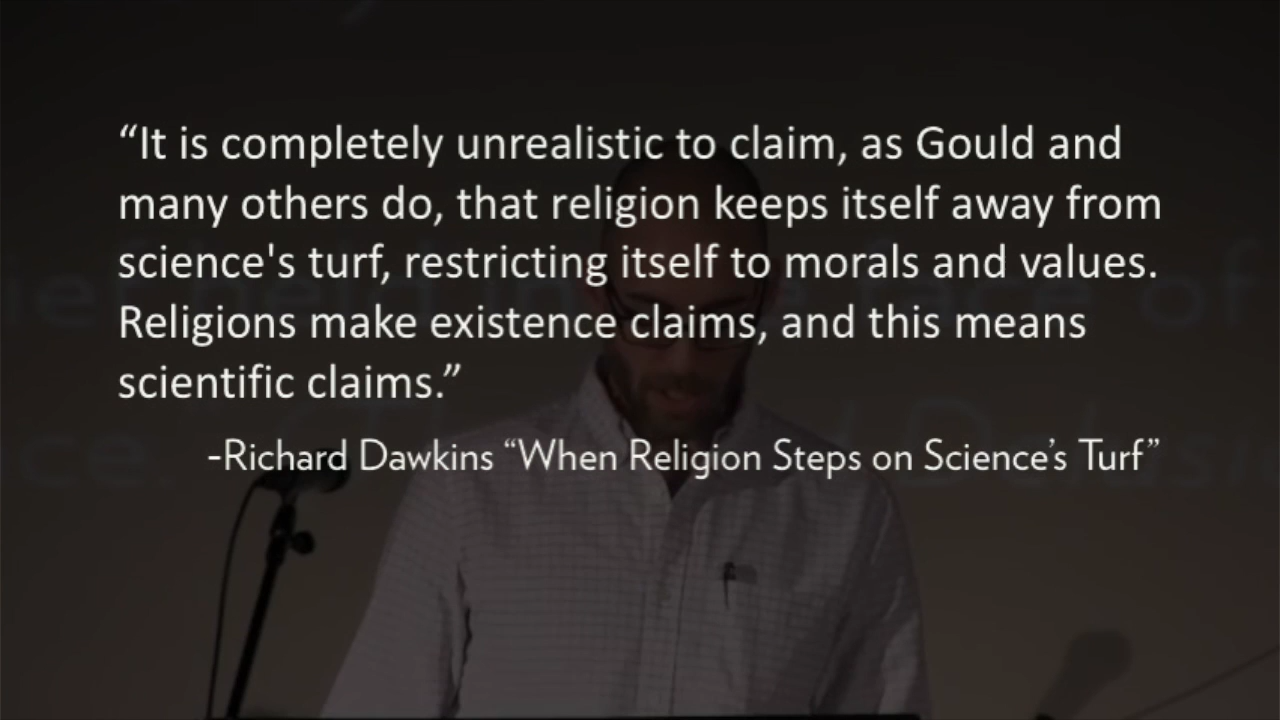 “It is completely unrealistic to claim, as Gould and
many others do, that religion keeps itself away from
science's turf, restricting itself to morals and values.
Religions make existence claims, and this means
scientific claims.”
-Richard Dawkins “When Religion Steps on Science’s Turf”